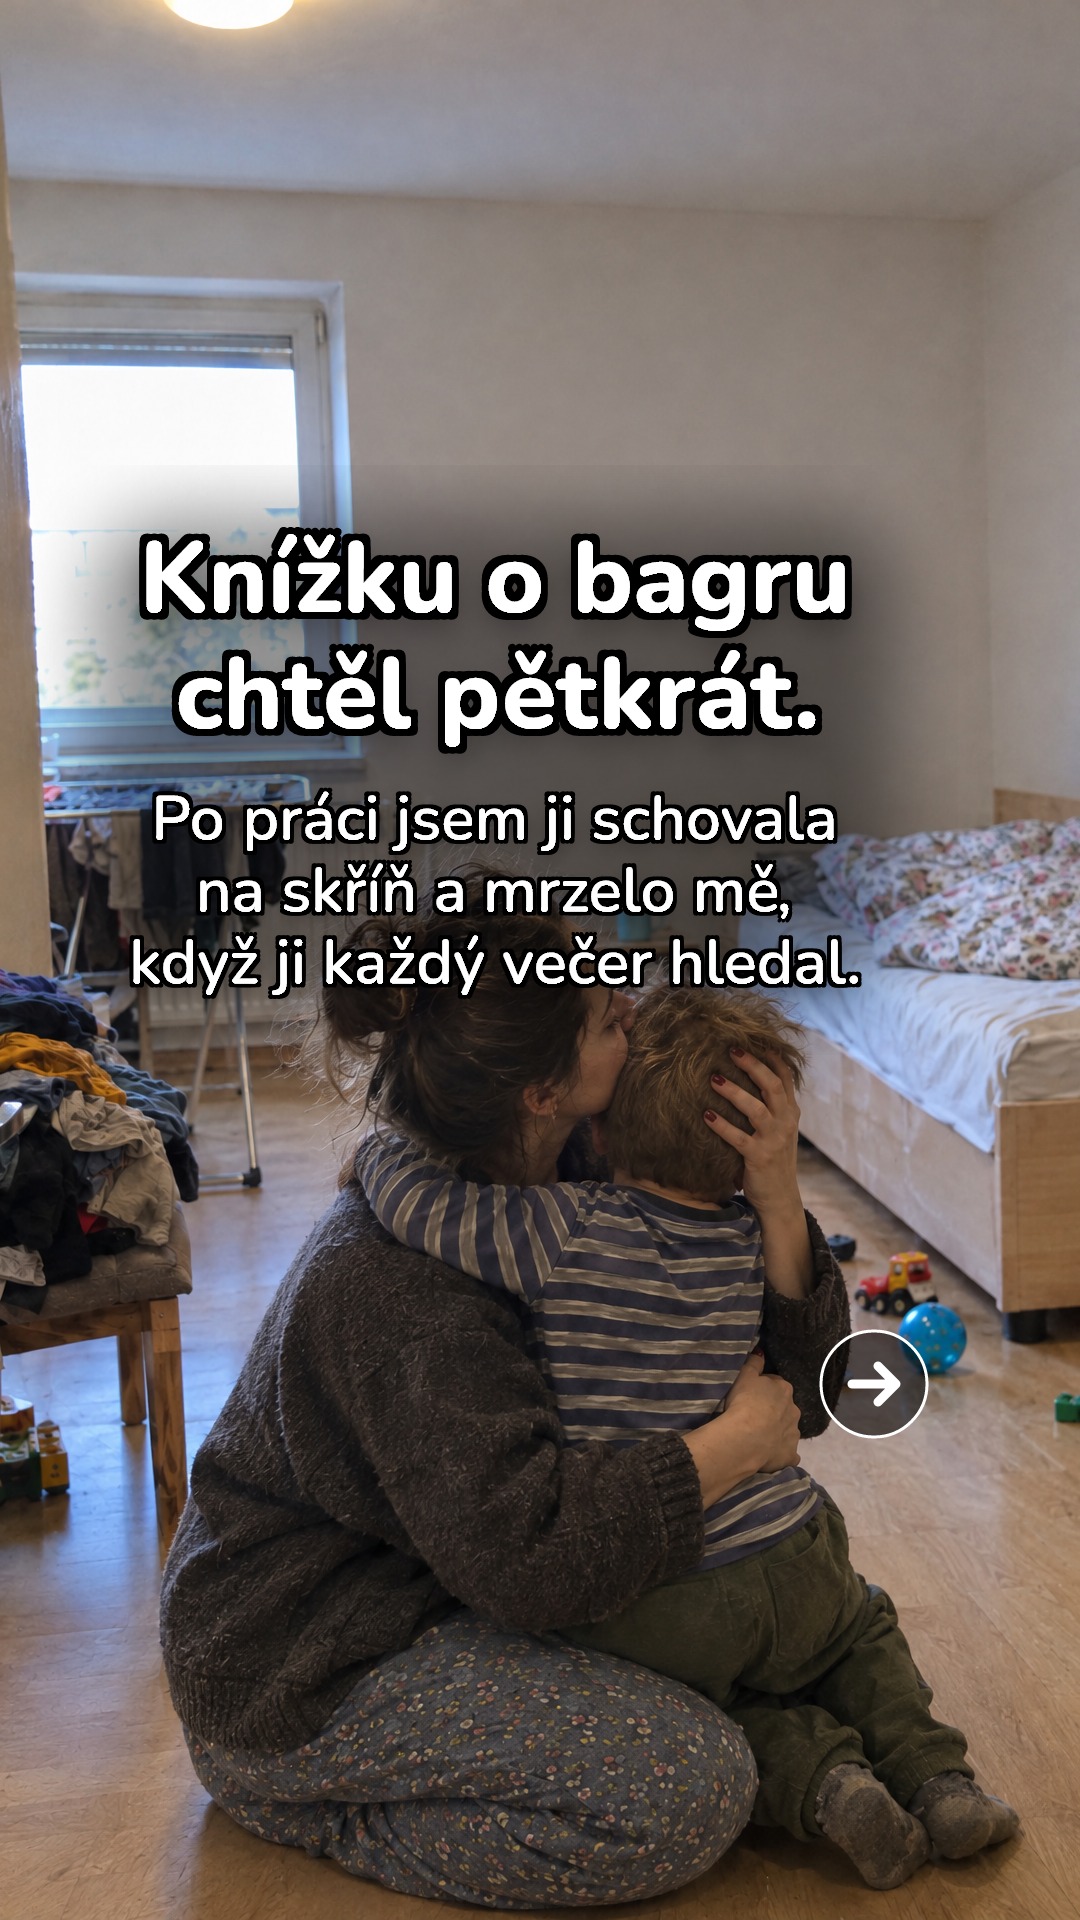 Knížku o bagru
chtěl pětkrát.
Po práci jsem ji schovala
na skříň a mrzelo mě,
když ji každý večer hledal.